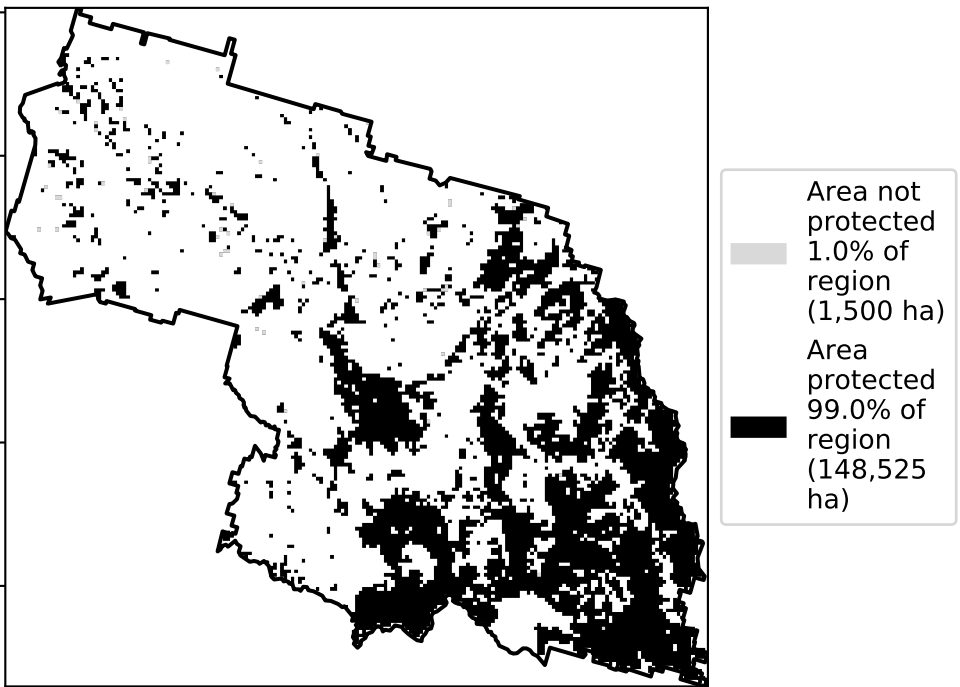 Area not
protected
1.0% of
region
(1,500 ha)
Area
protected
99.0% of
region
(148,525
ha)